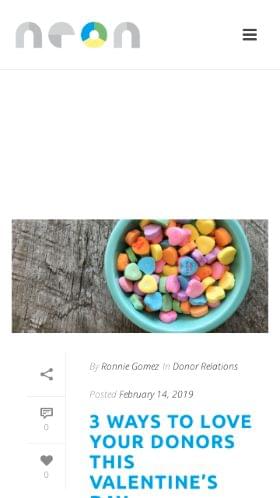 neon
By Ronnie Gomez In Donor Relations
Posted February 14, 2019
3 WAYS TO LOVE
YOUR DONORS
THIS
VALENTINE'S
DAY
0
0